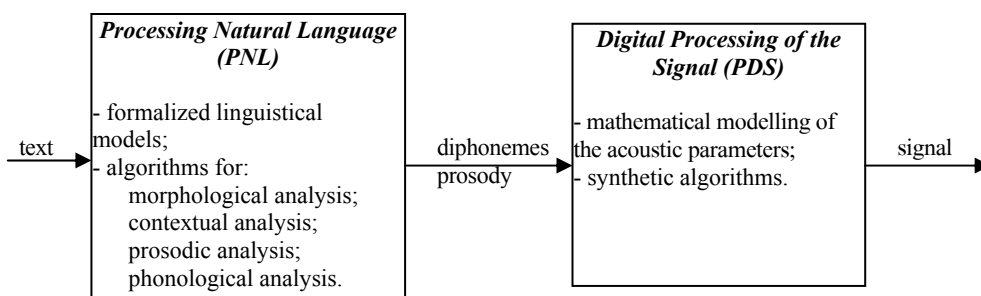 text
Processing Natural Language
(PNL)
- formalized linguistical
models;
- algorithms for:
morphological analysis;
contextual analysis;
prosodic analysis;
phonological analysis.
diphonemes
prosody
Digital Processing of the
Signal (PDS)
- mathematical modelling of
the acoustic parameters;
- synthetic algorithms.
signal